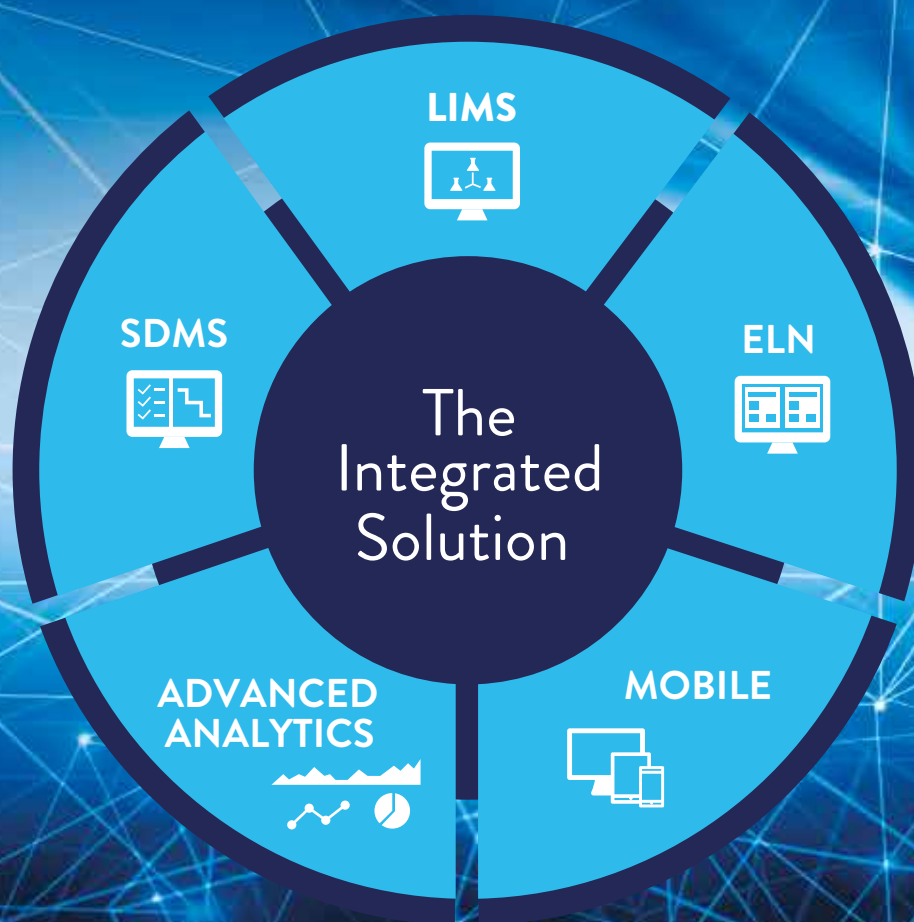 LIMS
SDMS
ELN
The
Integrated
Solution
ADVANCED
ANALYTICS
MOBILE